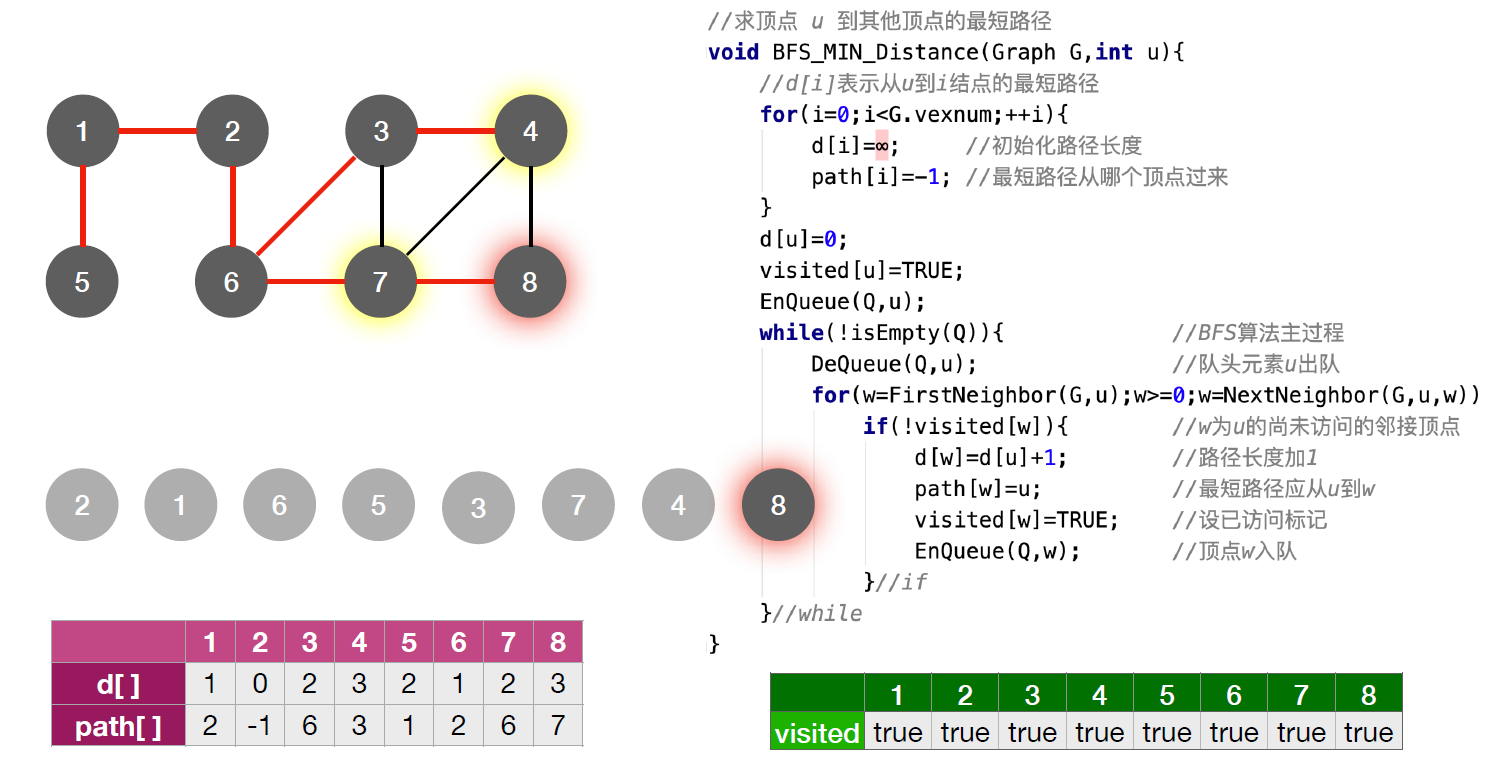 //求顶点 u 到其他顶点的最短路径
void BFS_MIN_Distance(Graph G,int u){
//d[i]表示从u到i结点的最短路径
for(i=0;i<G.vexnum;++i){
d[i]=∞; //初始化路径长度
path[i]=-1; //最短路径从哪个顶点过来
}
d[u]=0;
visited[u]=TRUE;
EnQueue(Q,u);
while(!isEmpty(Q)){ //BFS算法主过程
DeQueue(Q,u); //队头元素u出队
for(w=FirstNeighbor(G,u);w>=0;w=NextNeighbor(G,u,w))
if(!visited[w]){ //w为u的尚未访问的邻接顶点
d[w]=d[u]+1; //路径长度加1
path[w]=u; //最短路径应从u到w
visited[w]=TRUE; //设已访问标记
EnQueue(Q,w); //顶点w入队
}//if
}//while
}
1 2 3 4
5 6 7 8
2 1 6 5 3 7 4 8
1 2 3 4 5 6 7 8
d[ ] 1 0 2 3 2 1 2 3
path[ ] 2 -1 6 3 1 2 6 7
1 2 3 4 5 6 7 8
visited true true true true true true true true